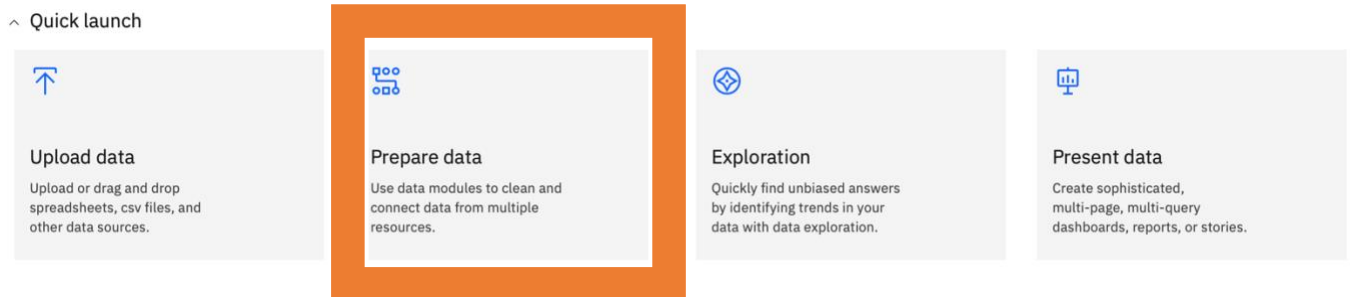 Quick launch
Upload data
Upload or drag and drop
spreadsheets, csv files, and
other data sources.
Prepare data
Use data modules to clean and
connect data from multiple
resources.
Exploration
Quickly find unbiased answers
by identifying trends in your
data with data exploration.
Present data
Create sophisticated,
multi-page, multi-query
dashboards, reports, or stories.